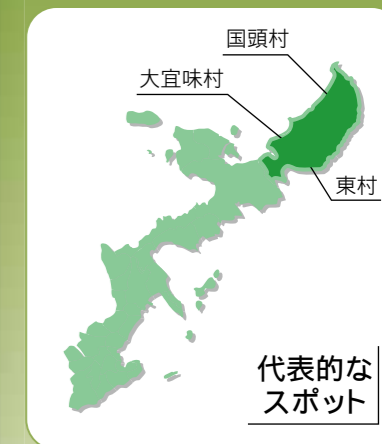 国頭村
大宜味村
東村
代表的な
スポット